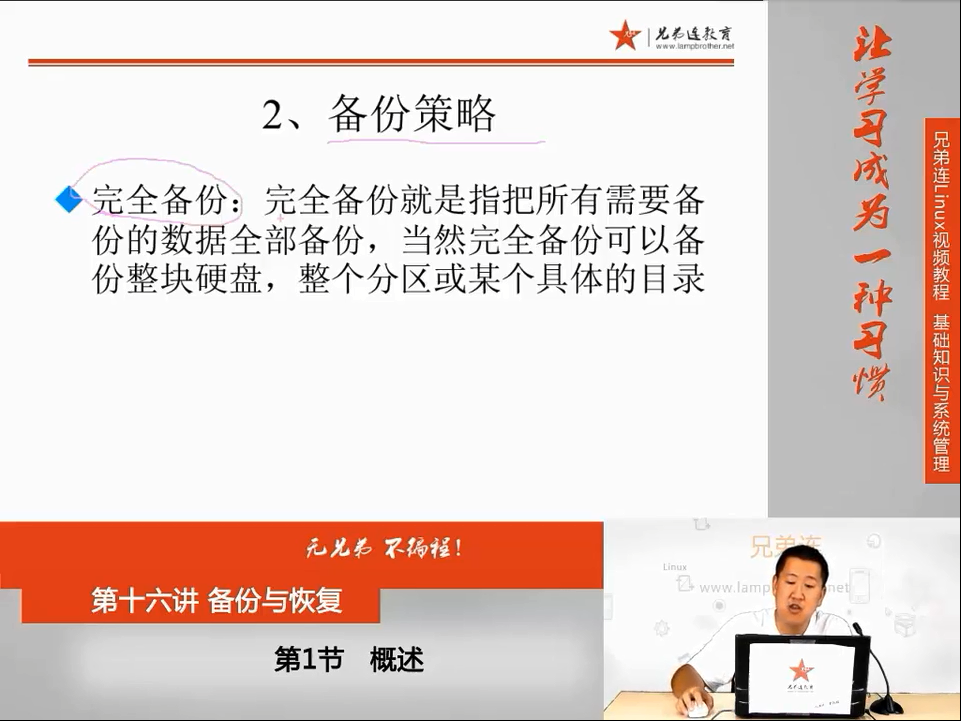 兄弟连教育
www.lampbrother.net
2、备份策略
完全备份：完全备份就是指把所有需要备
份的数据全部备份，当然完全备份可以备
份整块硬盘，整个分区或某个具体的目录
让学习成为一种习惯
兄弟连Linux视频教程 基础知识与系统管理
无兄弟 不编程！
第十六讲 备份与恢复
第1节 概述
兄弟连
Linux
www.lamp
net
兄弟连教育